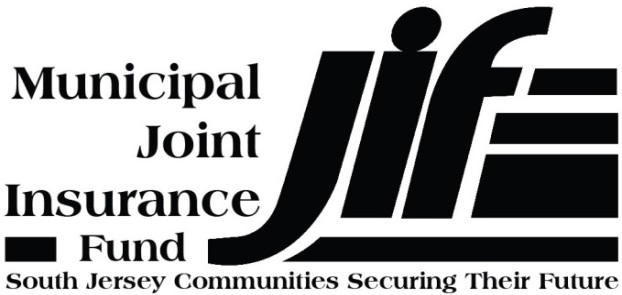 Municipal
Joint
Insurance
Fund
jif
South Jersey Communities Securing Their Future